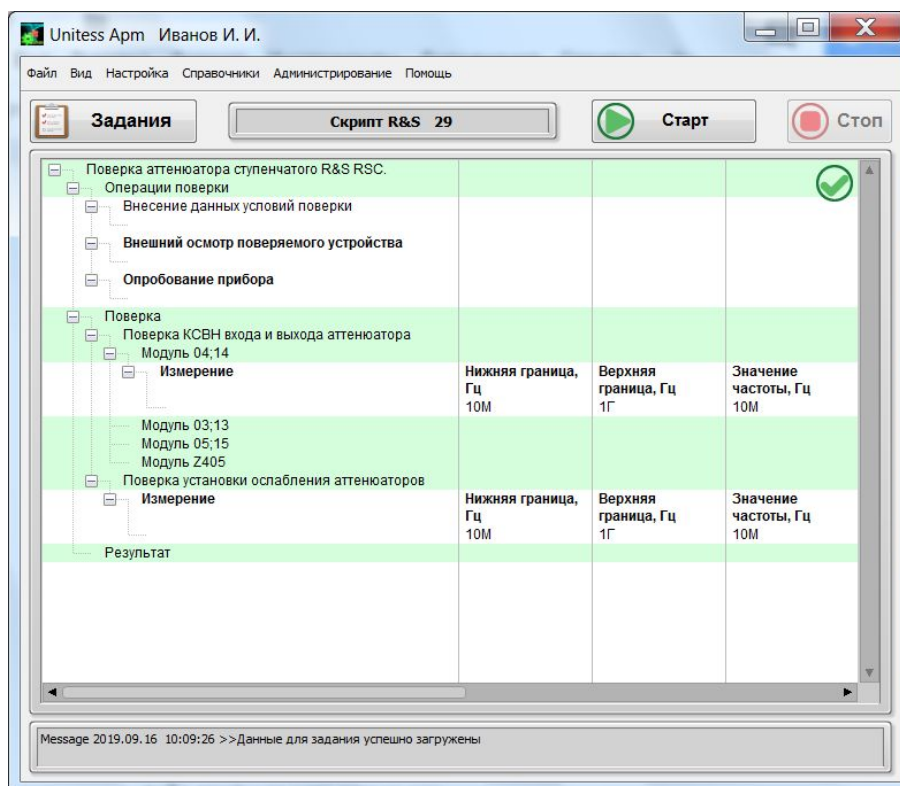 Unitess Apm Иванов И. И.
Файл Вид Настройка Справочники Администрирование Помощь
Задания
Скрипт R&S 29
Старт
Стоп
Поверка аттенюатора ступенчатого R&S RSC.
Операции поверки
Внесение данных условий поверки
Внешний осмотр поверяемого устройства
Опробование прибора
Поверка
Поверка КСВН входа и выхода аттенюатора
Модуль 04;14
Измерение
Нижняя граница,
Гц
10М
Верхняя
граница, Гц
1Г
Значение
частоты, Гц
10М
Модуль 03;13
Модуль 05;15
Модуль Z405
Поверка установки ослабления аттенюаторов
Измерение
Нижняя граница,
Гц
10М
Верхняя
граница, Гц
1Г
Значение
частоты, Гц
10М
Результат
Message 2019.09.16 10:09:26 >>Данные для задания успешно загружены